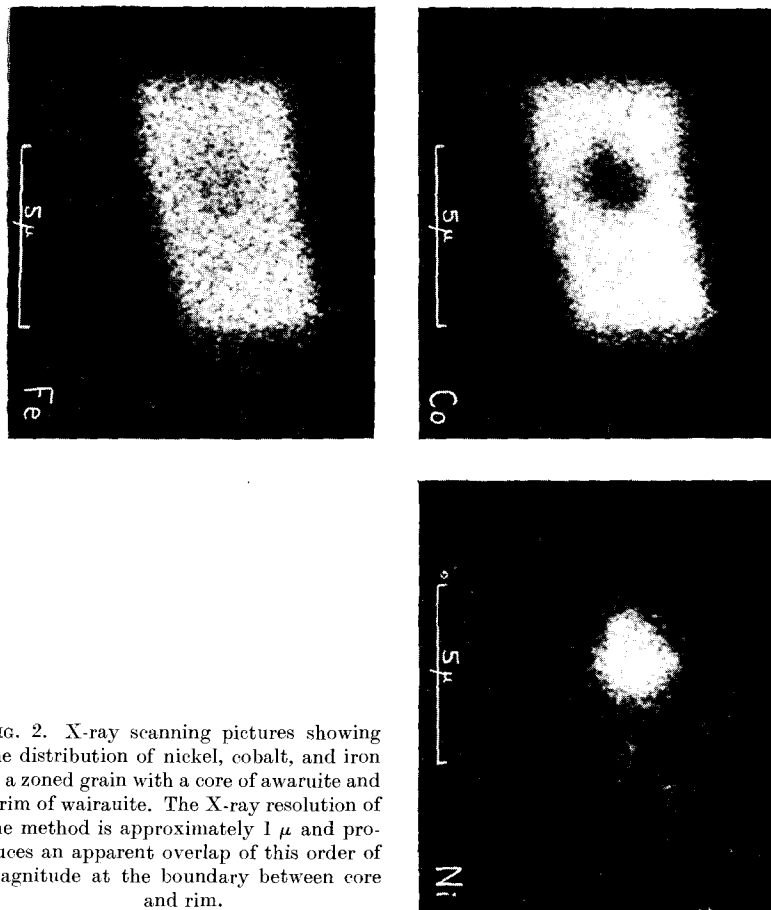 5μ
Fe
5μ
Co
5μ
Ni
IG. 2. X-ray scanning pictures showing
he distribution of nickel, cobalt, and iron
a zoned grain with a core of awaruite and
rim of wairauite. The X-ray resolution of
he method is approximately 1 μ and pro-
uces an apparent overlap of this order of
agnitude at the boundary between core
and rim.